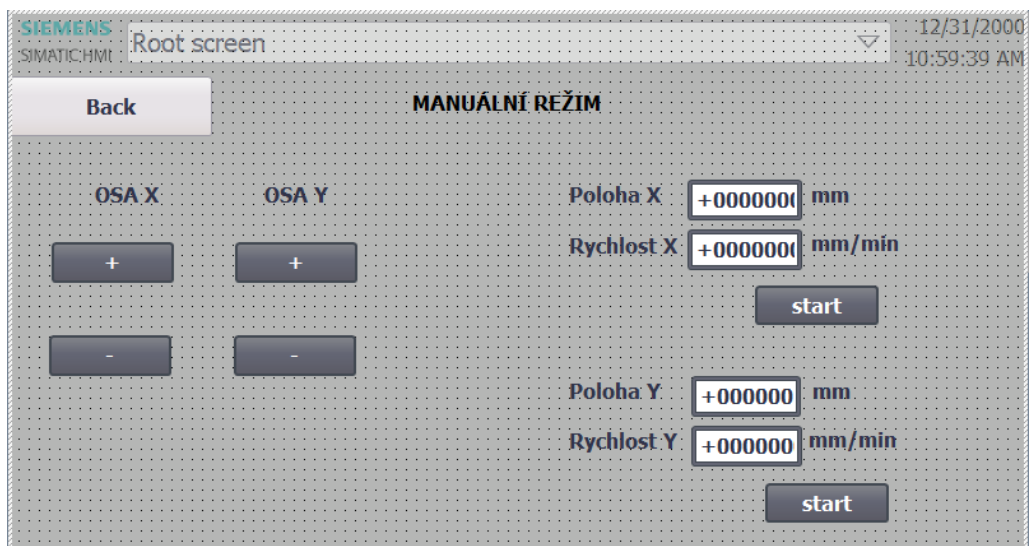 SIEMENS
SIMATIC HMI
Root screen
12/31/2000
10:59:39 AM
Back
MANUÁLNÍ REŽIM
OSA X
OSA Y
+
+
-
-
Poloha X
+0000000
mm
Rychlost X
+0000000
mm/min
start
Poloha Y
+000000
mm
Rychlost Y
+000000
mm/min
start